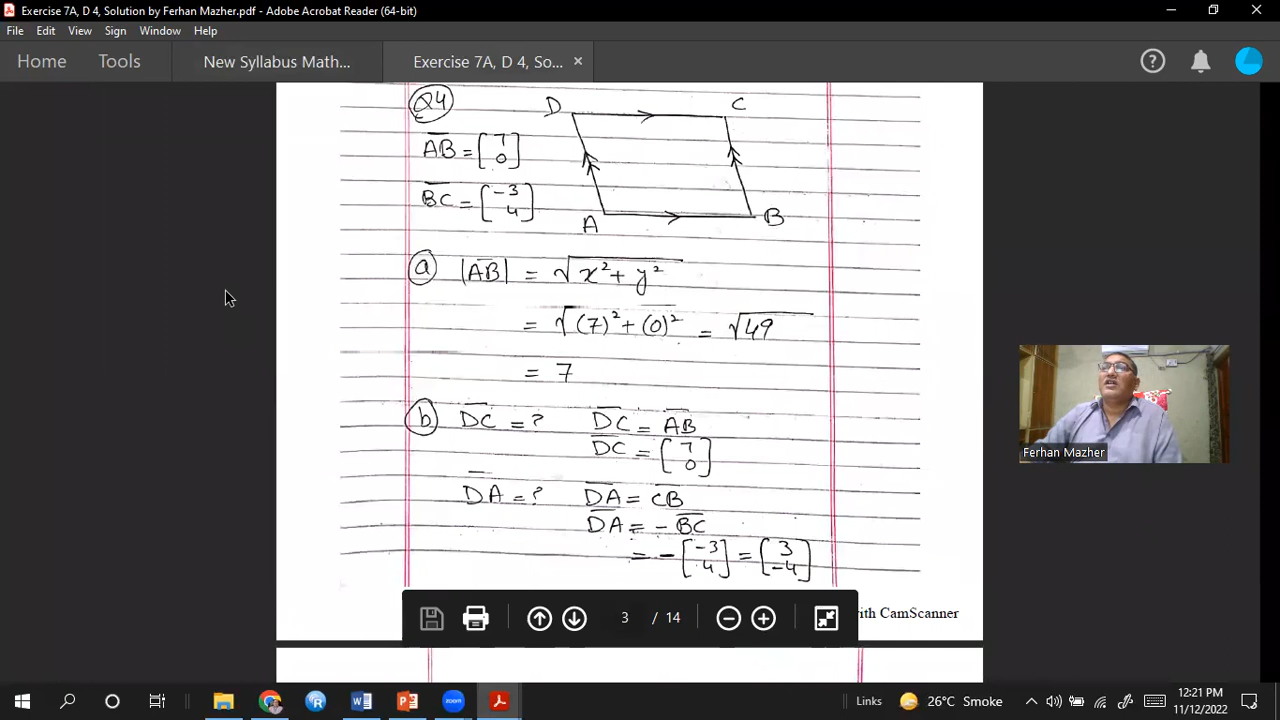 Exercise 7A, D 4, Solution by Ferhan Mazher.pdf - Adobe Acrobat Reader (64-bit)
File Edit View Sign Window Help
Home Tools New Syllabus Math... Exercise 7A, D 4, So... ×
Q4 D C
AB = [7 0]
BC = [-3 4]
A B
a |AB| = √x²+y²
= √(7)²+(0)² = √49
= 7
b DC = ? DC = AB
DC = [7 0]
DA = ? DA = CB
DA = - BC
= - [-3 4] = [3 -4]
Ferhan Mazher
3 / 14
with CamScanner
Links 26°C Smoke 12:21 PM
11/12/2022